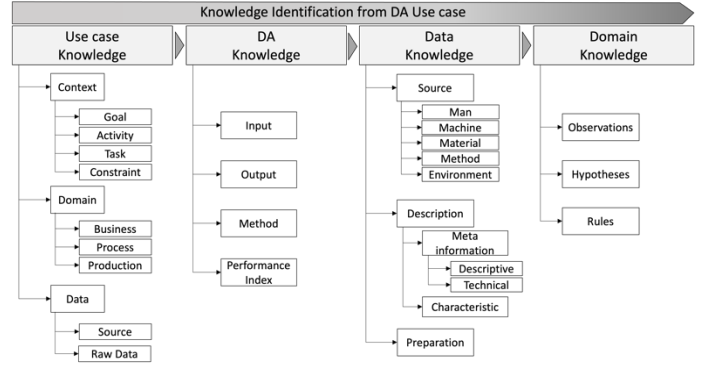 Knowledge Identification from DA Use case
Use case
Knowledge
DA
Knowledge
Data
Knowledge
Domain
Knowledge
Context
Goal
Activity
Task
Constraint
Domain
Business
Process
Production
Data
Source
Raw Data
Input
Output
Method
Performance
Index
Source
Man
Machine
Material
Method
Environment
Description
Meta
information
Descriptive
Technical
Characteristic
Preparation
Observations
Hypotheses
Rules